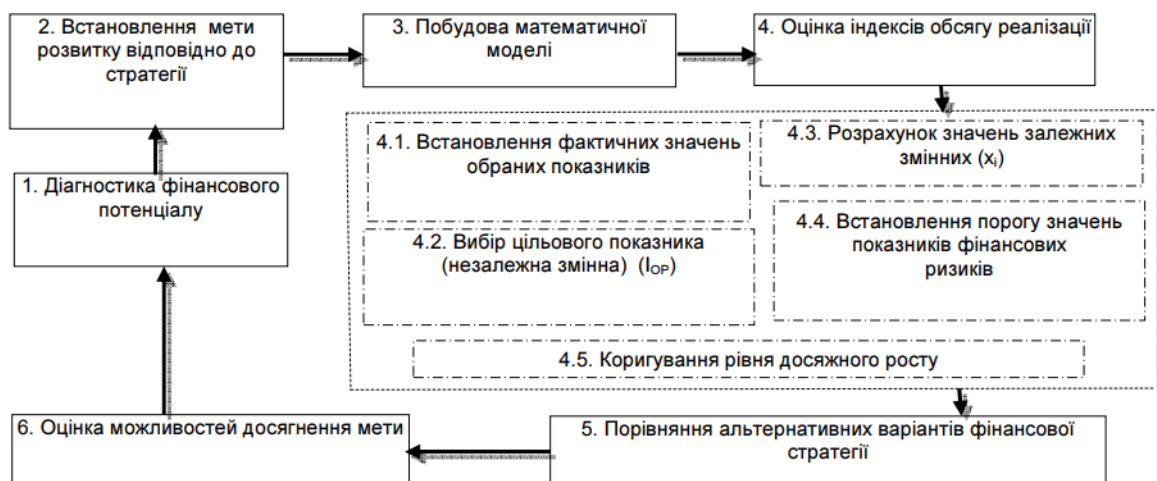 2. Встановлення мети
розвитку відповідно до
стратегії
3. Побудова математичної
моделі
4. Оцінка індексів обсягу реалізації
4.1. Встановлення фактичних значень
обраних показників
4.3. Розрахунок значень залежних
змінних (xᵢ)
1. Діагностика фінансового
потенціалу
4.2. Вибір цільового показника
(незалежна змінна) (IOP)
4.4. Встановлення порогу значень
показників фінансових
ризиків
4.5. Коригування рівня досяжного росту
6. Оцінка можливостей досягнення мети
5. Порівняння альтернативних варіантів фінансової
стратегії